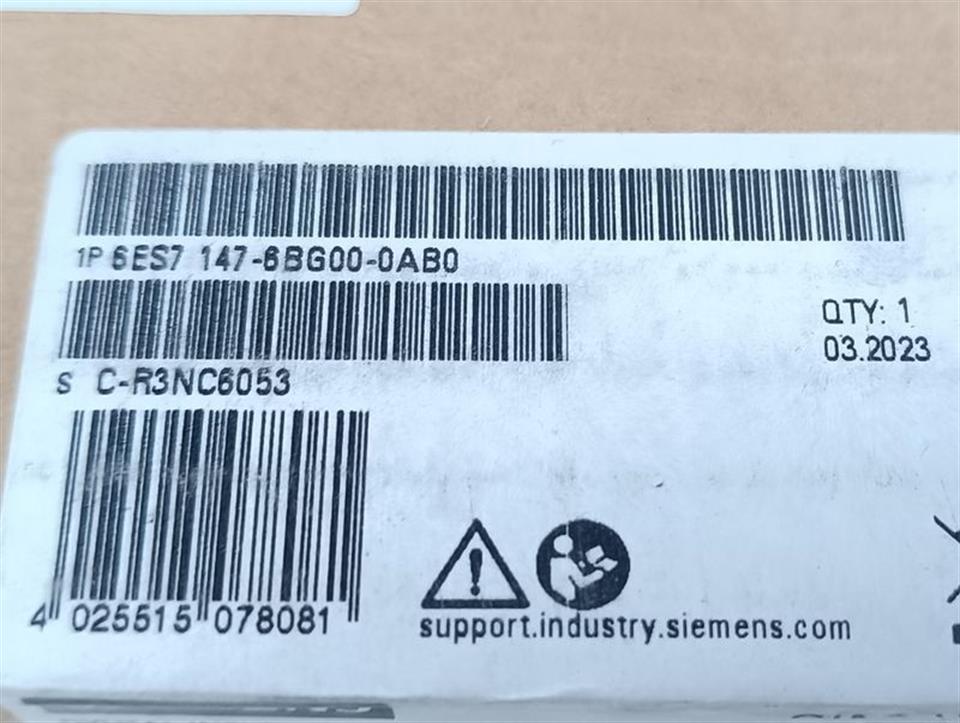 1P 6ES7 147-6BG00-0AB0
QTY: 1
03.2023
S C-R3NC6053
4 025515 078081
support.industry.siemens.com